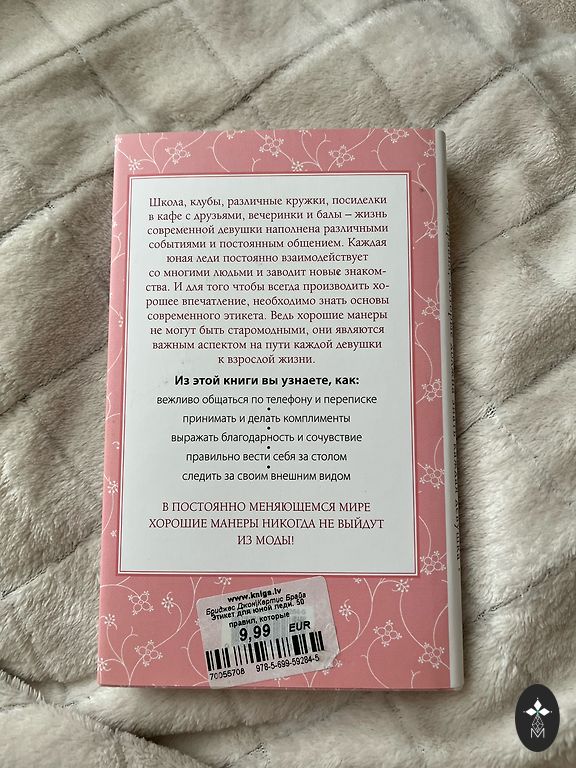 Школа, клубы, различные кружки, посиделки
в кафе с друзьями, вечеринки и балы – жизнь
современной девушки наполнена различными
событиями и постоянным общением. Каждая
юная леди постоянно взаимодействует
со многими людьми и заводит новые знаком-
ства. И для того чтобы всегда производить хо-
рошее впечатление, необходимо знать основы
современного этикета. Ведь хорошие манеры
не могут быть старомодными, они являются
важным аспектом на пути каждой девушки
к взрослой жизни.
Из этой книги вы узнаете, как:
вежливо общаться по телефону и переписке
•
принимать и делать комплименты
•
выражать благодарность и сочувствие
•
правильно вести себя за столом
•
следить за своим внешним видом
В ПОСТОЯННО МЕНЯЮЩЕМСЯ МИРЕ
ХОРОШИЕ МАНЕРЫ НИКОГДА НЕ ВЫЙДУТ
ИЗ МОДЫ!
www.kniga.lv
Бриджес Джон|Кертис Брайа
Этикет для юной леди. 50
правил, которые
9,99 EUR
70055708 978-5-699-59284-5
M